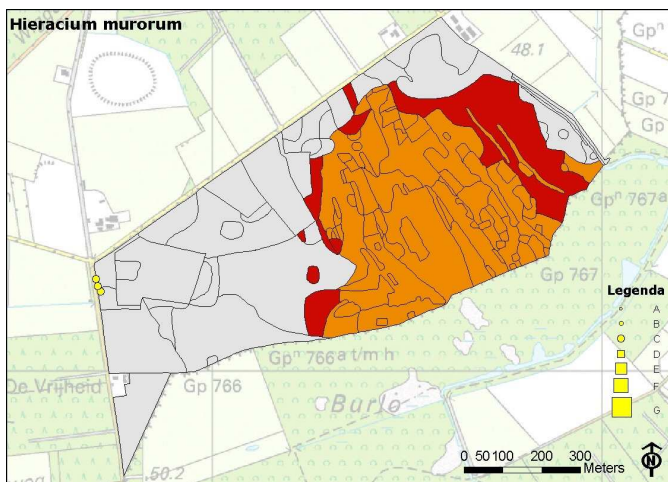 Hieracium murorum
48.1
Gpⁿ
Gp 7
Gp
Gpⁿ 767 a
Gp 767
Legenda
A
B
C
D
E
F
G
Gpⁿ 766 a t/m h
De Vrijheid
Gp 766
Burlo
50.2
0 50 100 200 300
Meters
N